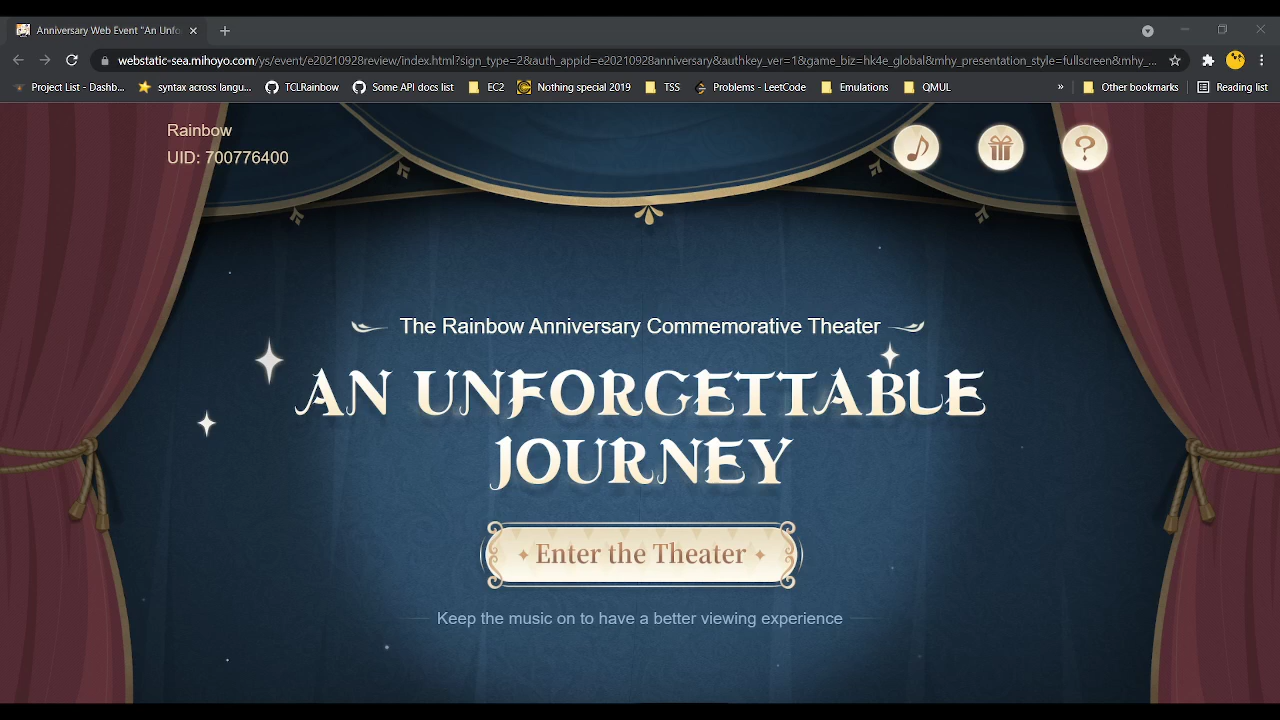 Anniversary Web Event "An Unfo
webstatic-sea.mihoyo.com/ys/event/e20210928review/index.html?sign_type=2&auth_appid=e20210928anniversary&authkey_ver=1&game_biz=hk4e_global&mhy_presentation_style=fullscreen&mhy_...
Project List - Dashb...
syntax across langu...
TCLRainbow
Some API docs list
EC2
Nothing special 2019
TSS
Problems - LeetCode
Emulations
QMUL
»
Other bookmarks
Reading list
Rainbow
UID: 700776400
The Rainbow Anniversary Commemorative Theater
AN UNFORGETTABLE
JOURNEY
Enter the Theater
Keep the music on to have a better viewing experience